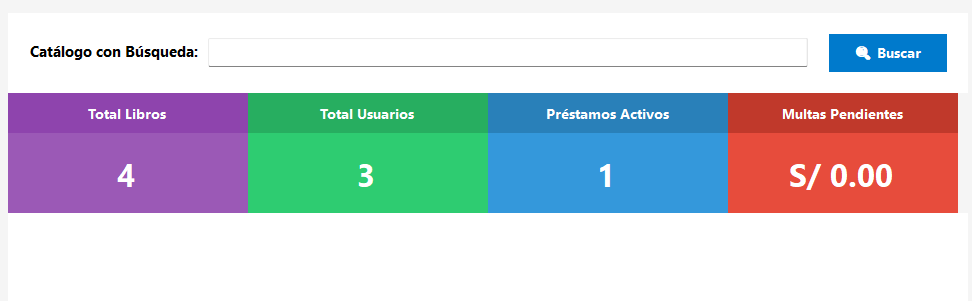 Catálogo con Búsqueda:
Buscar
Total Libros
Total Usuarios
Préstamos Activos
Multas Pendientes
4
3
1
S/ 0.00